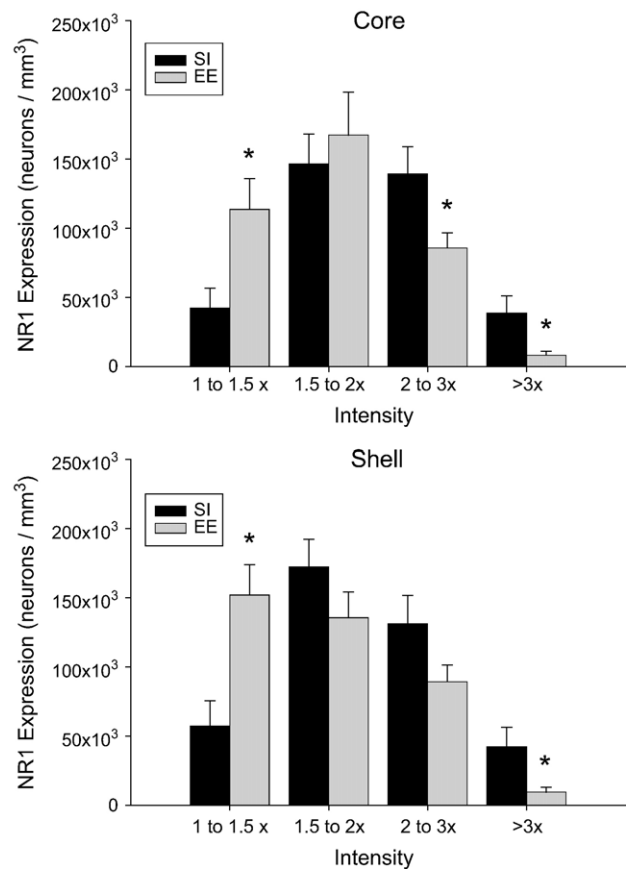 Core
NR1 Expression (neurons / mm³)
250x10³
200x10³
150x10³
100x10³
50x10³
0
SI
EE
*
*
*
1 to 1.5 x 1.5 to 2x 2 to 3x >3x
Intensity
Shell
NR1 Expression (neurons / mm³)
250x10³
200x10³
150x10³
100x10³
50x10³
0
SI
EE
*
*
1 to 1.5 x 1.5 to 2x 2 to 3x >3x
Intensity